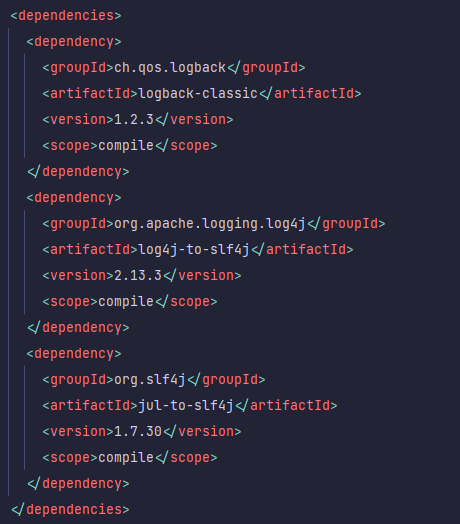 <dependencies>
<dependency>
<groupId>ch.qos.logback</groupId>
<artifactId>logback-classic</artifactId>
<version>1.2.3</version>
<scope>compile</scope>
</dependency>
<dependency>
<groupId>org.apache.logging.log4j</groupId>
<artifactId>log4j-to-slf4j</artifactId>
<version>2.13.3</version>
<scope>compile</scope>
</dependency>
<dependency>
<groupId>org.slf4j</groupId>
<artifactId>jul-to-slf4j</artifactId>
<version>1.7.30</version>
<scope>compile</scope>
</dependency>
</dependencies>